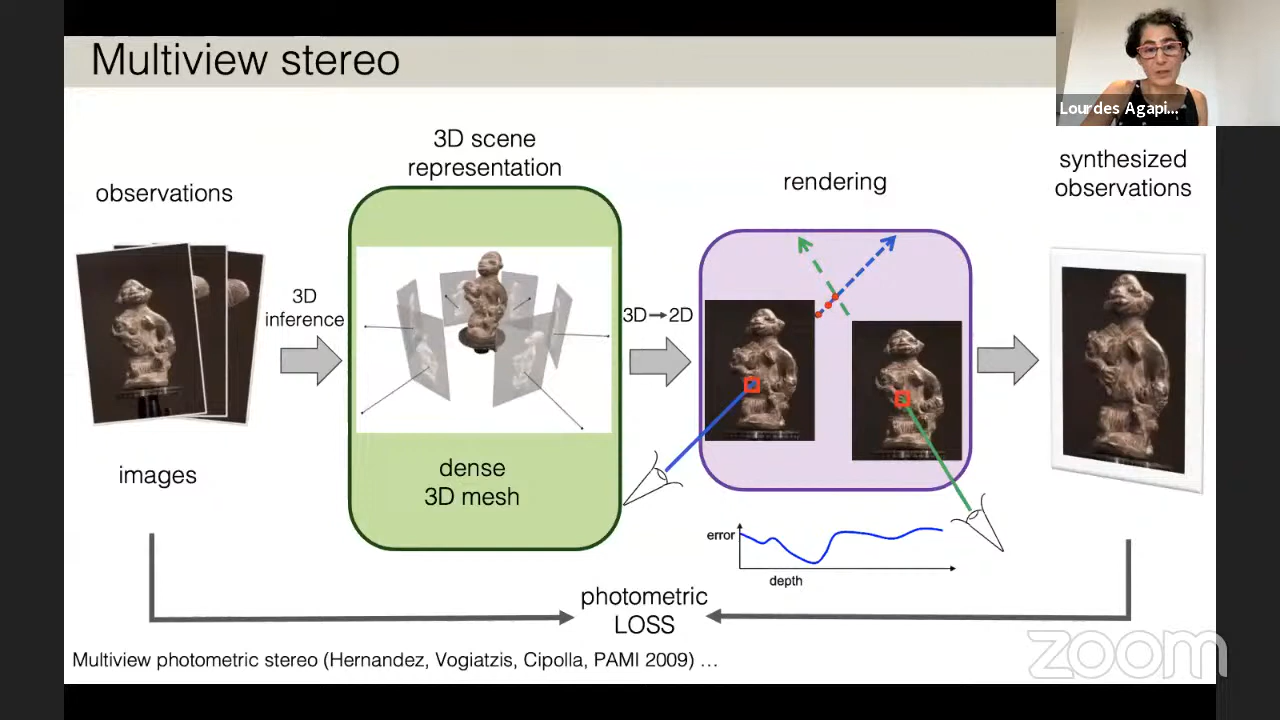 Multiview stereo
Lourdes Agapi...
observations
3D scene
representation
rendering
synthesized
observations
3D
inference
3D→2D
images
dense
3D mesh
error
depth
photometric
LOSS
Multiview photometric stereo (Hernandez, Vogiatzis, Cipolla, PAMI 2009) ...
zoom